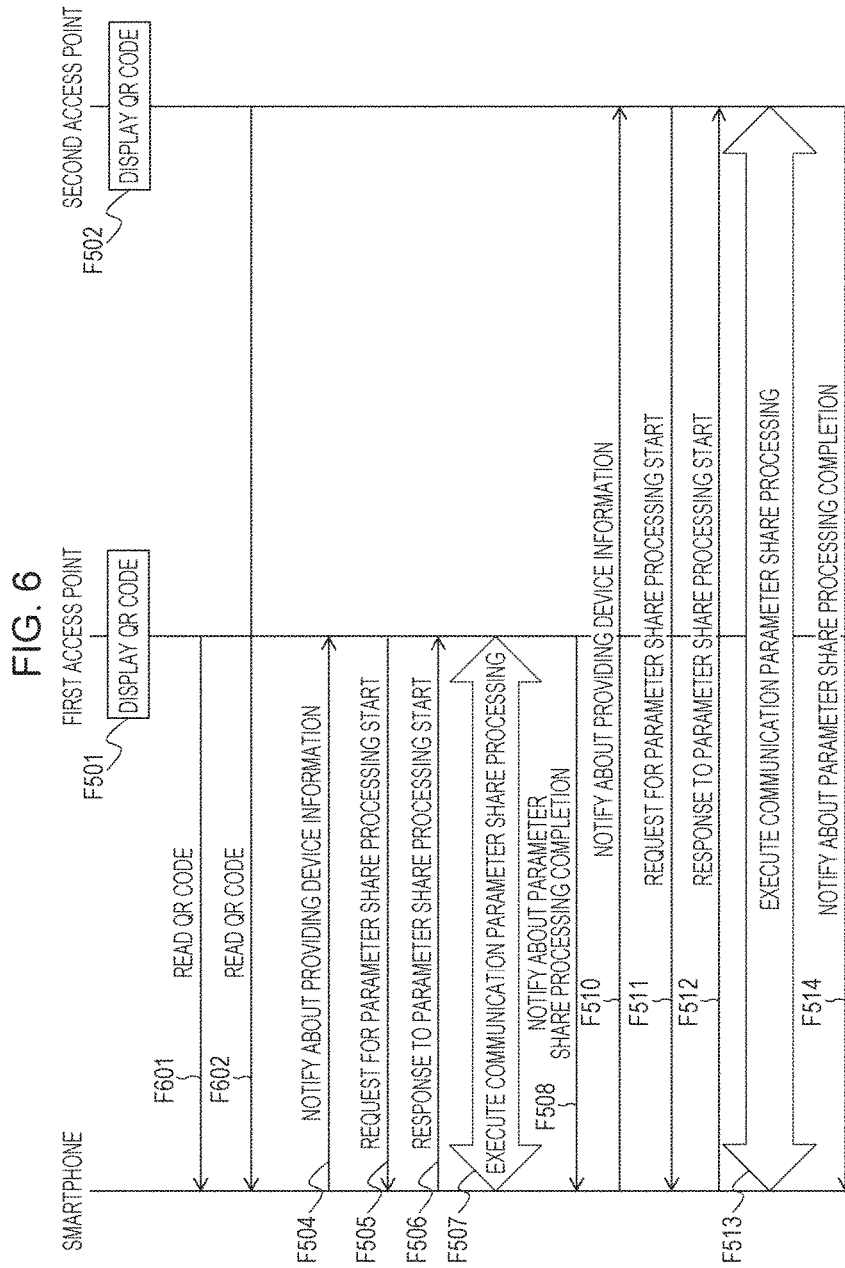 FIG. 6
SMARTPHONE
FIRST ACCESS POINT
SECOND ACCESS POINT
F501
DISPLAY QR CODE
F502
DISPLAY QR CODE
F601
READ QR CODE
F602
READ QR CODE
F504
NOTIFY ABOUT PROVIDING DEVICE INFORMATION
F505
REQUEST FOR PARAMETER SHARE PROCESSING START
F506
RESPONSE TO PARAMETER SHARE PROCESSING START
F507
EXECUTE COMMUNICATION PARAMETER SHARE PROCESSING
F508
NOTIFY ABOUT PARAMETER
SHARE PROCESSING COMPLETION
F510
NOTIFY ABOUT PROVIDING DEVICE INFORMATION
F511
REQUEST FOR PARAMETER SHARE PROCESSING START
F512
RESPONSE TO PARAMETER SHARE PROCESSING START
F513
EXECUTE COMMUNICATION PARAMETER SHARE PROCESSING
F514
NOTIFY ABOUT PARAMETER SHARE PROCESSING COMPLETION